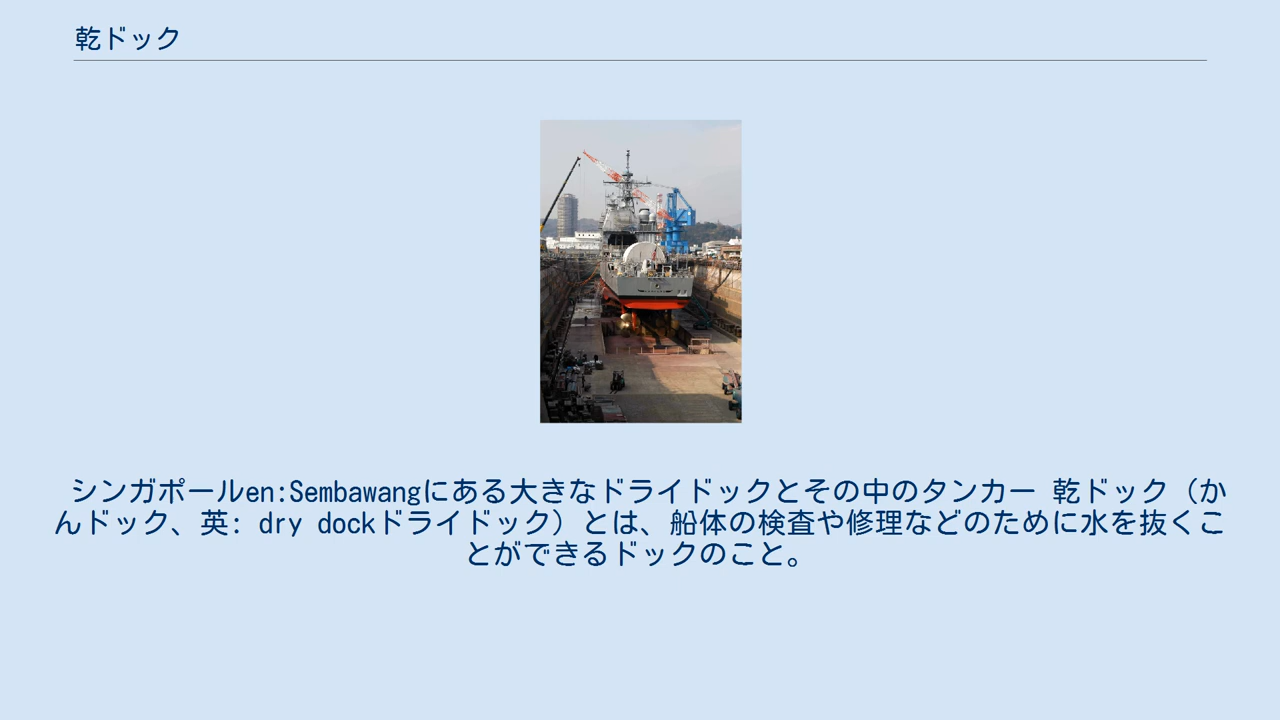 乾ドック
シンガポールen:Sembawangにある大きなドライドックとその中のタンカー 乾ドック（か
んドック、英: dry dockドライドック）とは、船体の検査や修理などのために水を抜くこ
とができるドックのこと。